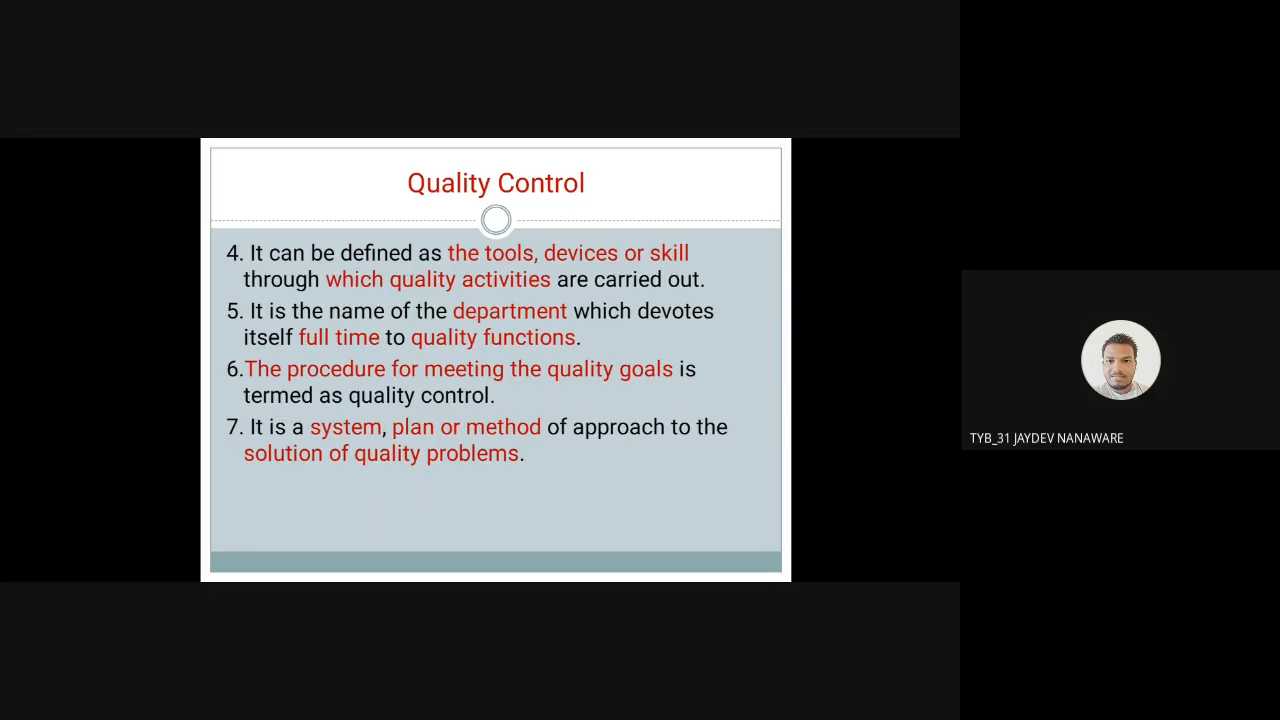 Quality Control
4. It can be defined as the tools, devices or skill
through which quality activities are carried out.
5. It is the name of the department which devotes
itself full time to quality functions.
6.The procedure for meeting the quality goals is
termed as quality control.
7. It is a system, plan or method of approach to the
solution of quality problems.
TYB_31 JAYDEV NANAWARE